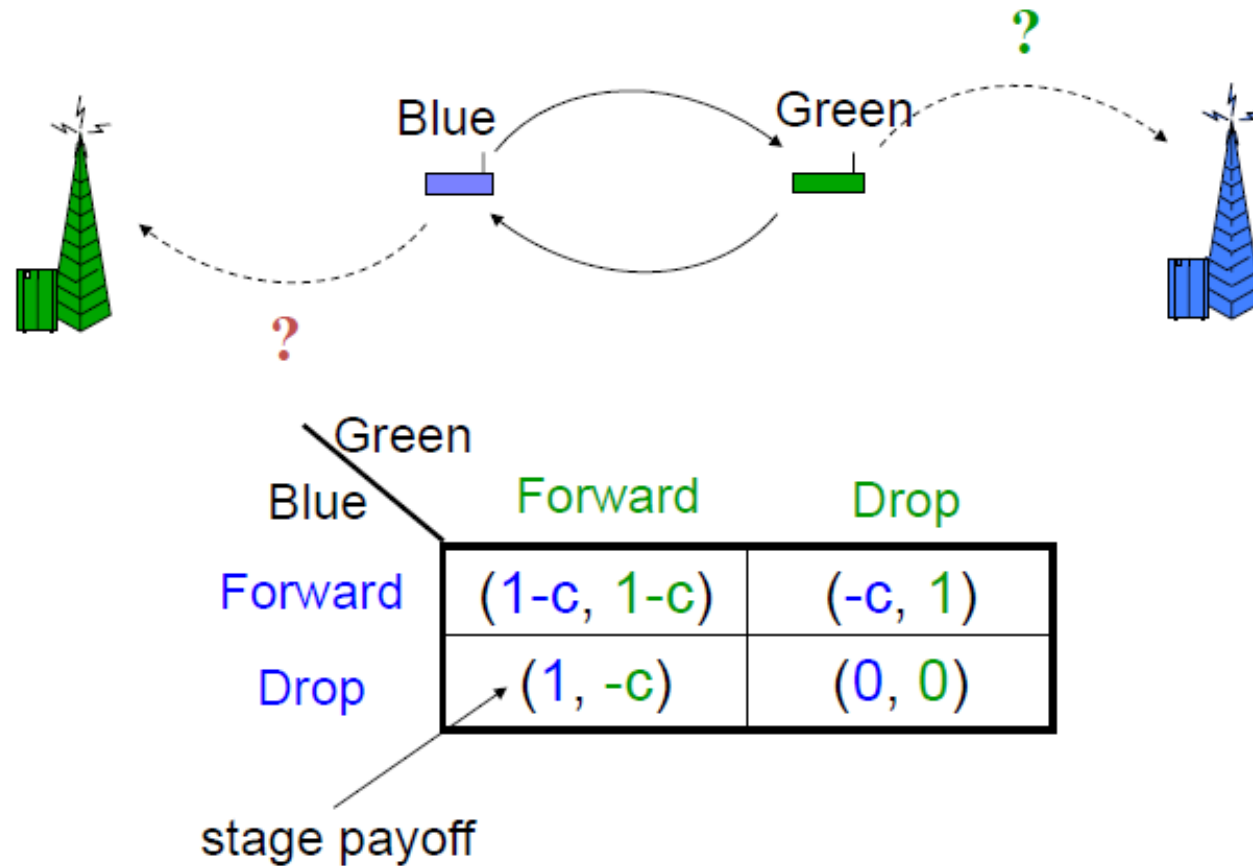 ?
Blue Green
?
Green
Blue Forward Drop
Forward (1-c, 1-c) (-c, 1)
Drop (1, -c) (0, 0)
stage payoff